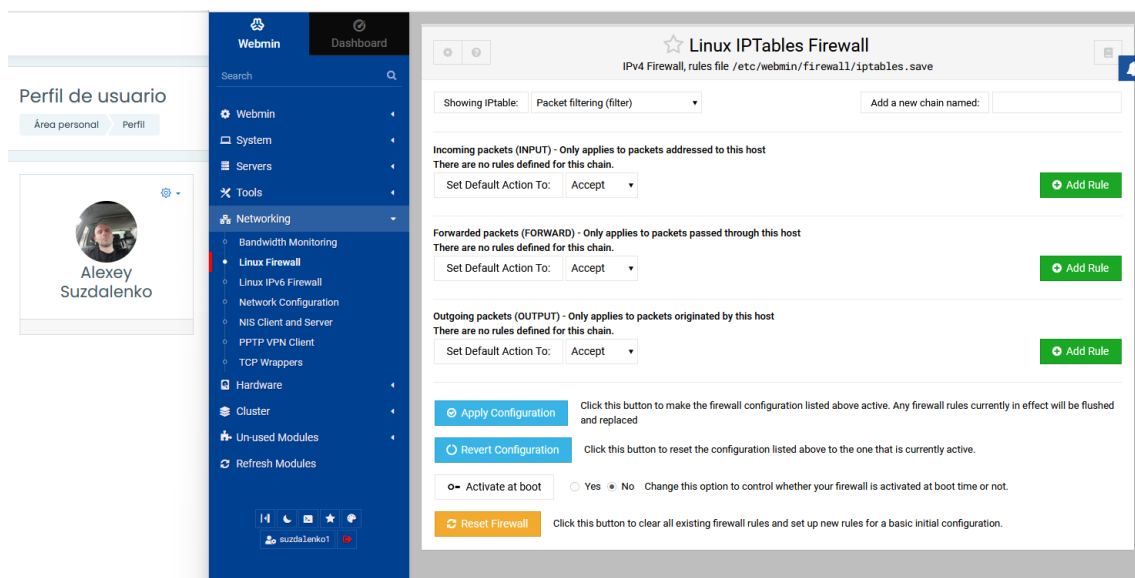 Perfil de usuario
Área personal
Perfil
Alexey
Suzdalenko
Webmin
Dashboard
Search
Webmin
System
Servers
Tools
Networking
Bandwidth Monitoring
Linux Firewall
Linux IPv6 Firewall
Network Configuration
NIS Client and Server
PPTP VPN Client
TCP Wrappers
Hardware
Cluster
Un-used Modules
Refresh Modules
suzdalenko1
Linux IPTables Firewall
IPv4 Firewall, rules file /etc/webmin/firewall/iptables.save
Showing IPtable: Packet filtering (filter) Add a new chain named:
Incoming packets (INPUT) - Only applies to packets addressed to this host
There are no rules defined for this chain.
Set Default Action To: Accept Add Rule
Forwarded packets (FORWARD) - Only applies to packets passed through this host
There are no rules defined for this chain.
Set Default Action To: Accept Add Rule
Outgoing packets (OUTPUT) - Only applies to packets originated by this host
There are no rules defined for this chain.
Set Default Action To: Accept Add Rule
Apply Configuration Click this button to make the firewall configuration listed above active. Any firewall rules currently in effect will be flushed
and replaced
Revert Configuration Click this button to reset the configuration listed above to the one that is currently active.
Activate at boot Yes No Change this option to control whether your firewall is activated at boot time or not.
Reset Firewall Click this button to clear all existing firewall rules and set up new rules for a basic initial configuration.